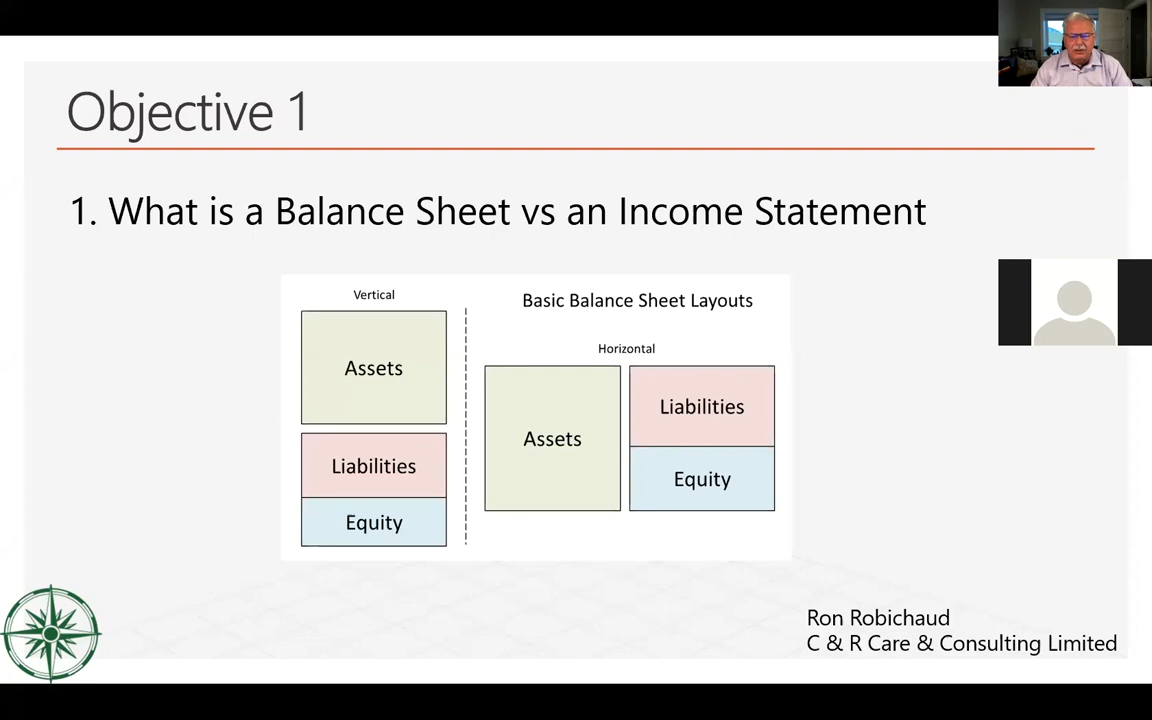 Objective 1
1. What is a Balance Sheet vs an Income Statement
Vertical
Assets
Liabilities
Equity
Basic Balance Sheet Layouts
Horizontal
Assets
Liabilities
Equity
Ron Robichaud
C & R Care & Consulting Limited